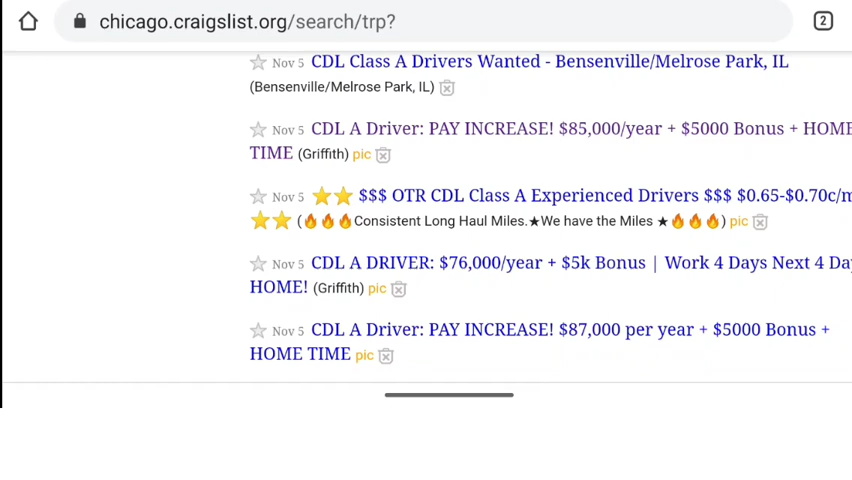 chicago.craigslist.org/search/trp?
2
Nov 5 CDL Class A Drivers Wanted - Bensenville/Melrose Park, IL
(Bensenville/Melrose Park, IL)
Nov 5 CDL A Driver: PAY INCREASE! $85,000/year + $5000 Bonus + HOME
TIME (Griffith) pic
Nov 5 ⭐⭐ $$$ OTR CDL Class A Experienced Drivers $$$ $0.65-$0.70c/m
⭐⭐ (🔥🔥🔥Consistent Long Haul Miles.★We have the Miles ★🔥🔥🔥) pic
Nov 5 CDL A DRIVER: $76,000/year + $5k Bonus | Work 4 Days Next 4 Day
HOME! (Griffith) pic
Nov 5 CDL A Driver: PAY INCREASE! $87,000 per year + $5000 Bonus +
HOME TIME pic